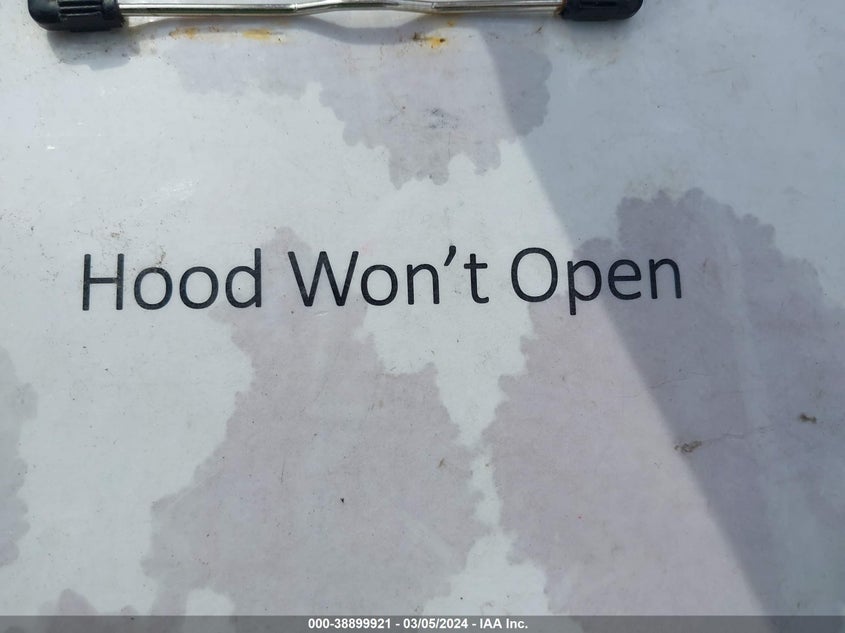 Hood Won’t Open
000-38899921 - 03/05/2024 - IAA Inc.